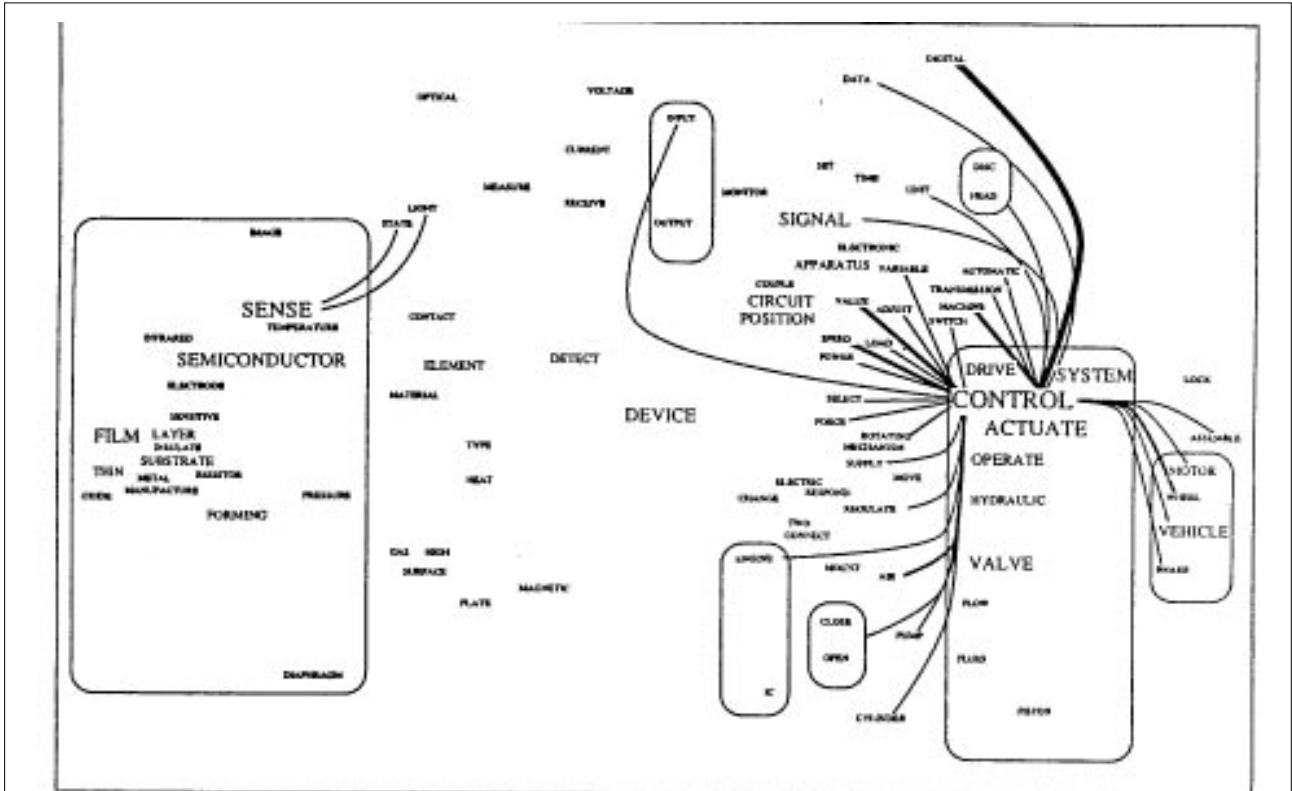 DIGITAL
DATA
OPTICAL
VOLTAGE
INPUT
CURRENT
MEASURE
RECEIVE
MONITOR
SET
TIME
UNIT
DISC
HEAD
STATE
LIGHT
OUTPUT
SIGNAL
IMAGE
ELECTRONIC
APPARATUS
VARIABLE
AUTOMATIC
COUPLE
TRANSMISSION
SENSE
CIRCUIT
VALUE
ADJUST
MACHINE
TEMPERATURE
CONTACT
POSITION
SWITCH
INFRARED
SPEED
LOAD
SEMICONDUCTOR
ELEMENT
DETECT
POWER
DRIVE
SYSTEM
LOCK
ELECTRODE
MATERIAL
SELECT
CONTROL
SENSITIVE
DEVICE
FORCE
ACTUATE
FILM
LAYER
INSULATE
TYPE
ROTATING
MECHANISM
ASSEMBLE
SUBSTRATE
SUPPLY
OPERATE
THIN
METAL
RESISTOR
HEAT
MOVE
MOTOR
MANUFACTURE
ELECTRIC
RESPOND
PRESSURE
CHANGE
REGULATE
HYDRAULIC
WHEEL
FORMING
TWO
CONNECT
VEHICLE
GAS
HIGH
ENGINE
VALVE
SURFACE
AIR
BRAKE
MAGNETIC
PLATE
FLOW
CLOSE
PUMP
OPEN
FLUID
DIAPHRAGM
IC
CYLINDER
PISTON